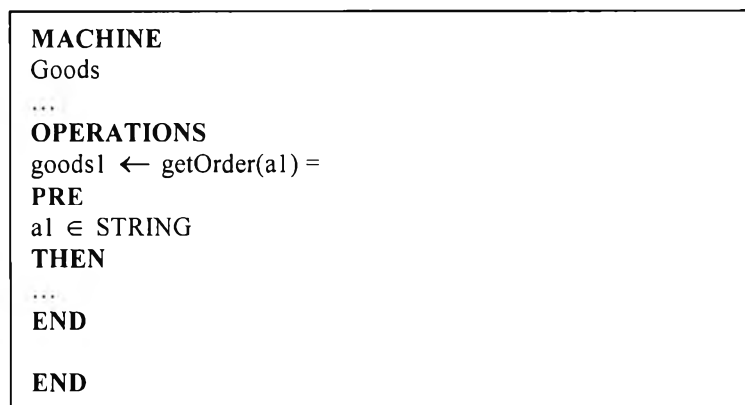 MACHINE
Goods
...
OPERATIONS
goods1 ← getOrder(a1) =
PRE
a1 ∈ STRING
THEN
...
END
END